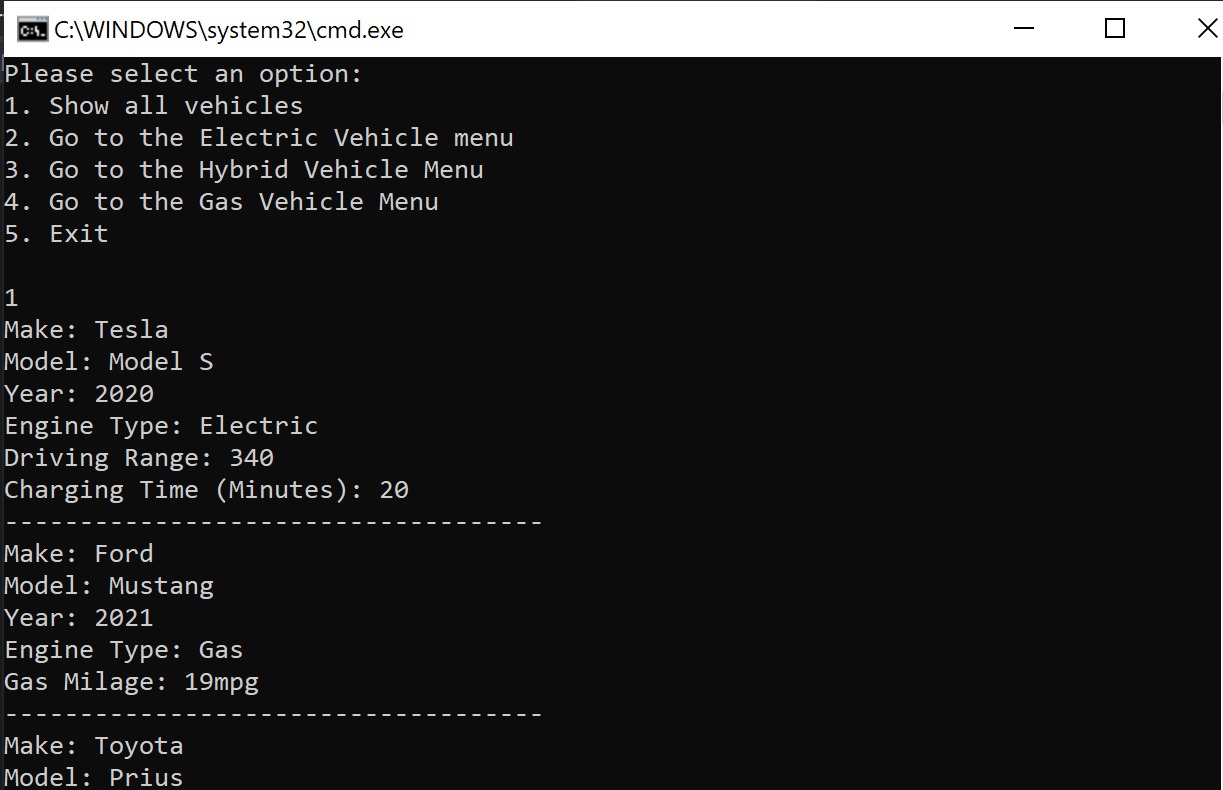 C:\WINDOWS\system32\cmd.exe
Please select an option:
1. Show all vehicles
2. Go to the Electric Vehicle menu
3. Go to the Hybrid Vehicle Menu
4. Go to the Gas Vehicle Menu
5. Exit
1
Make: Tesla
Model: Model S
Year: 2020
Engine Type: Electric
Driving Range: 340
Charging Time (Minutes): 20
------------------------------------
Make: Ford
Model: Mustang
Year: 2021
Engine Type: Gas
Gas Milage: 19mpg
------------------------------------
Make: Toyota
Model: Prius